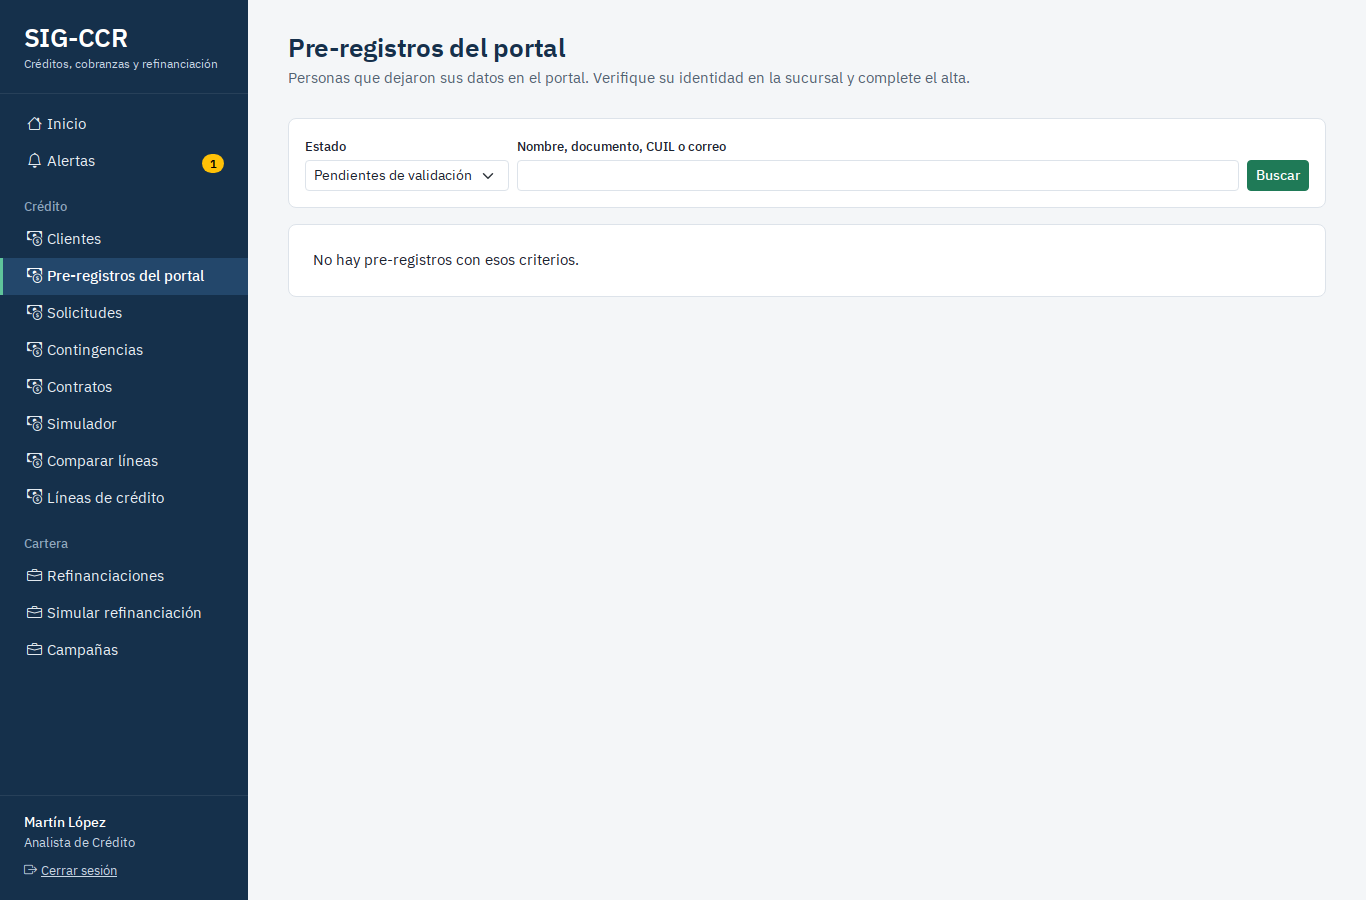 SIG-CCR
Créditos, cobranzas y refinanciación
Inicio
Alertas
1
Crédito
Clientes
Pre-registros del portal
Solicitudes
Contingencias
Contratos
Simulador
Comparar líneas
Líneas de crédito
Cartera
Refinanciaciones
Simular refinanciación
Campañas
Martín López
Analista de Crédito
Cerrar sesión
Pre-registros del portal
Personas que dejaron sus datos en el portal. Verifique su identidad en la sucursal y complete el alta.
Estado
Nombre, documento, CUIL o correo
Pendientes de validación
Buscar
No hay pre-registros con esos criterios.